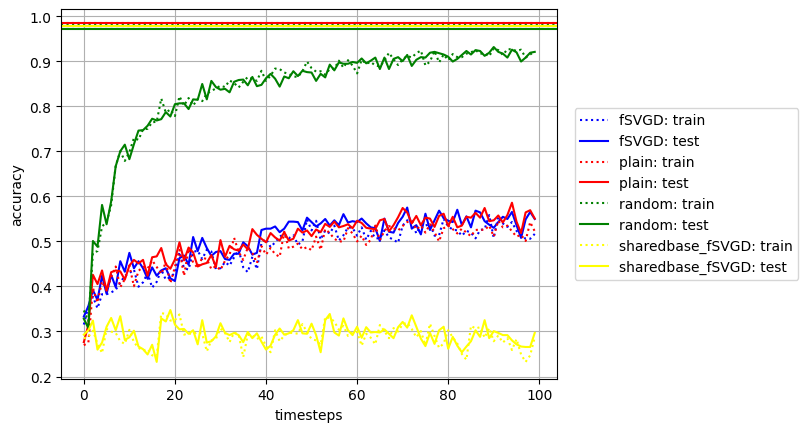 1.0
0.9
0.8
0.7
0.6
0.5
0.4
0.3
0.2
accuracy
0 20 40 60 80 100
timesteps
fSVGD: train
fSVGD: test
plain: train
plain: test
random: train
random: test
sharedbase_fSVGD: train
sharedbase_fSVGD: test